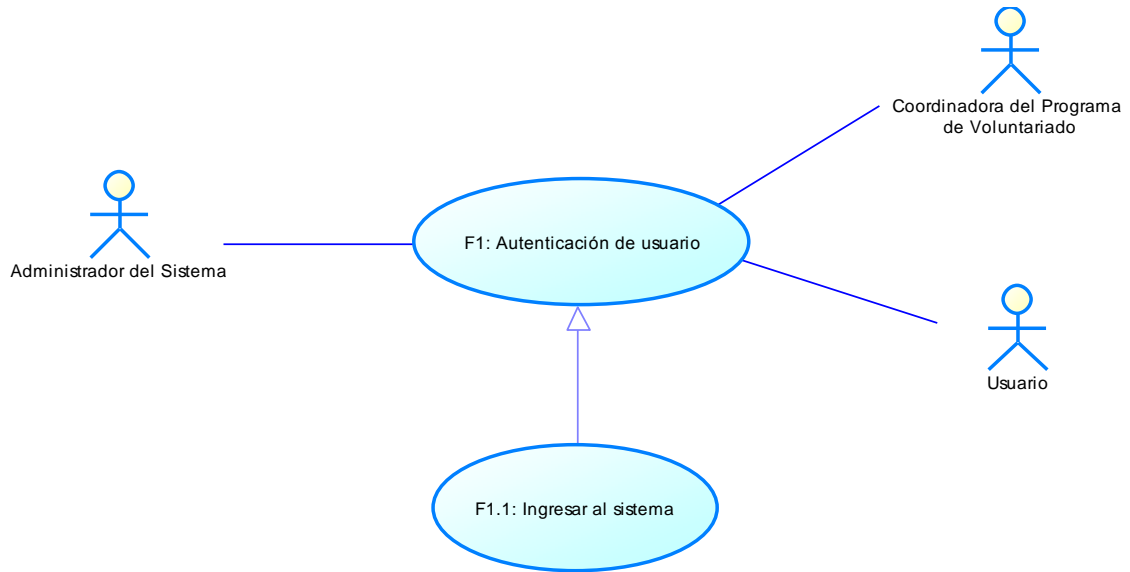 Coordinadora del Programa
de Voluntariado
F1: Autenticación de usuario
Administrador del Sistema
Usuario
F1.1: Ingresar al sistema